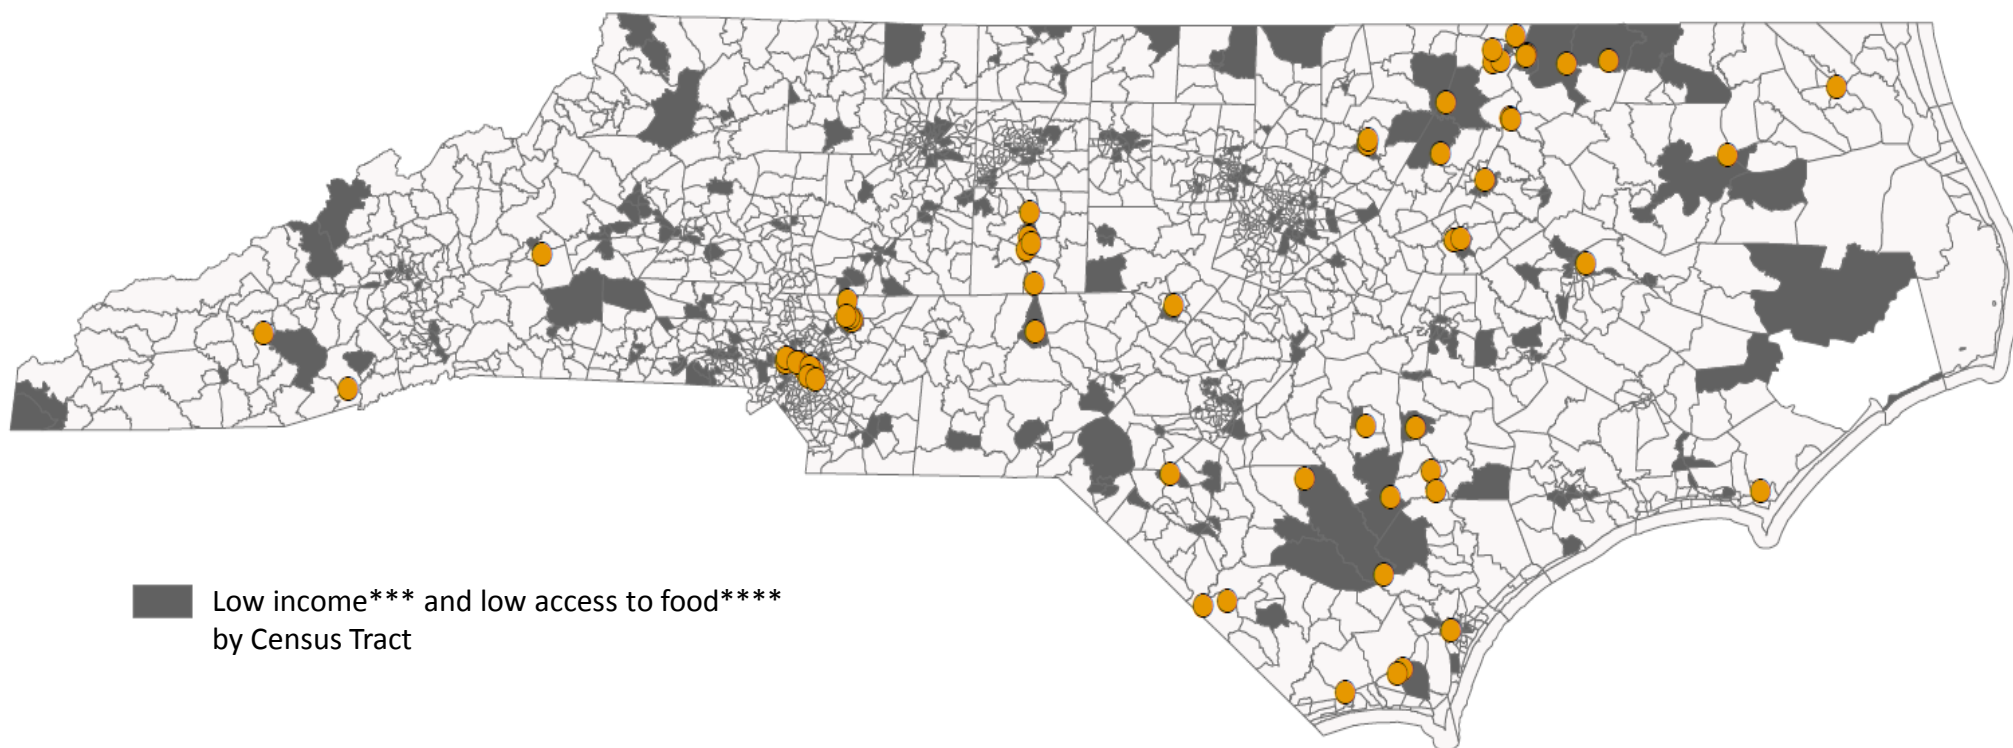 Low income*** and low access to food****
by Census Tract